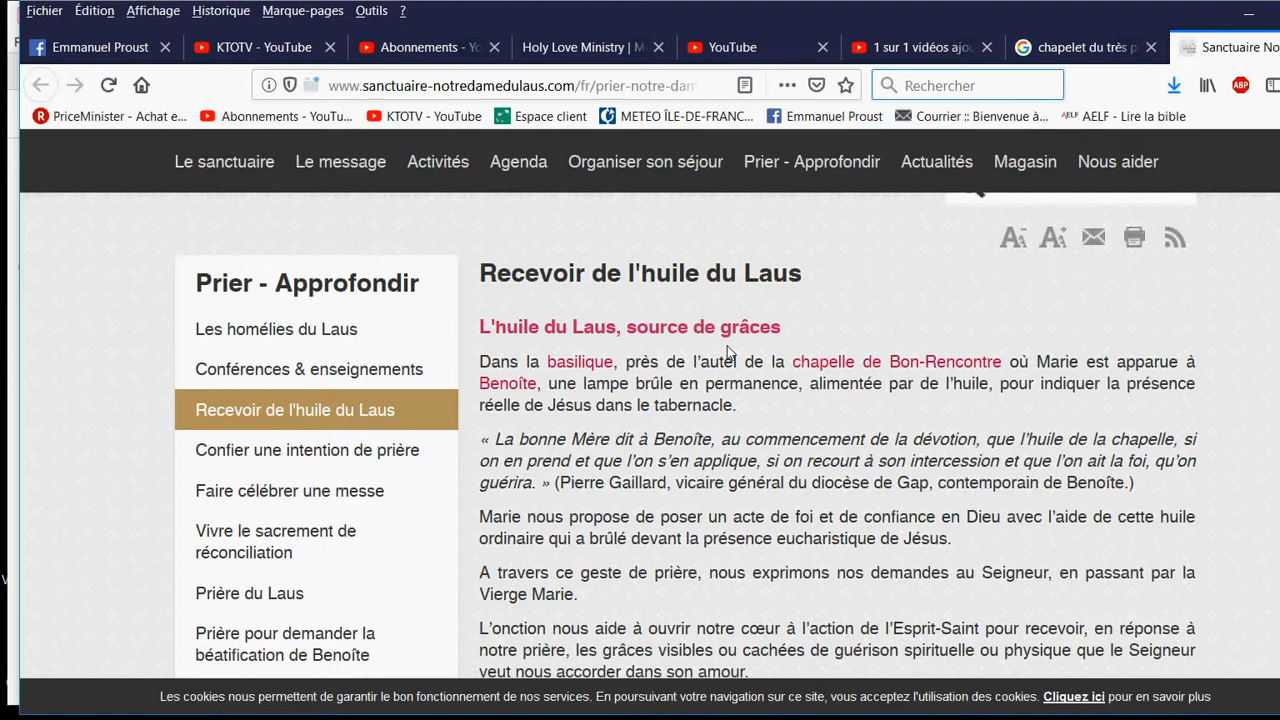 Fichier Édition Affichage Historique Marque-pages Outils ?
Emmanuel Proust
KTOTV - YouTube
Abonnements - Yo
Holy Love Ministry | M
YouTube
1 sur 1 vidéos ajou
chapelet du très p
Sanctuaire No
www.sanctuaire-notredamedulaus.com/fr/prier-notre-dam
Rechercher
ABP
PriceMinister - Achat e...
Abonnements - YouTu...
KTOTV - YouTube
Espace client
METEO ÎLE-DE-FRANC...
Emmanuel Proust
Courrier :: Bienvenue à...
AELF AELF - Lire la bible
Le sanctuaire Le message Activités Agenda Organiser son séjour Prier - Approfondir Actualités Magasin Nous aider
Prier - Approfondir
Les homélies du Laus
Conférences & enseignements
Recevoir de l'huile du Laus
Confier une intention de prière
Faire célébrer une messe
Vivre le sacrement de
réconciliation
Prière du Laus
Prière pour demander la
béatification de Benoîte
Recevoir de l'huile du Laus
L'huile du Laus, source de grâces
Dans la basilique, près de l'autel de la chapelle de Bon-Rencontre où Marie est apparue à
Benoîte, une lampe brûle en permanence, alimentée par de l'huile, pour indiquer la présence
réelle de Jésus dans le tabernacle.
« La bonne Mère dit à Benoîte, au commencement de la dévotion, que l'huile de la chapelle, si
on en prend et que l'on s'en applique, si on recourt à son intercession et que l'on ait la foi, qu'on
guérira. » (Pierre Gaillard, vicaire général du diocèse de Gap, contemporain de Benoîte.)
Marie nous propose de poser un acte de foi et de confiance en Dieu avec l'aide de cette huile
ordinaire qui a brûlé devant la présence eucharistique de Jésus.
A travers ce geste de prière, nous exprimons nos demandes au Seigneur, en passant par la
Vierge Marie.
L'onction nous aide à ouvrir notre cœur à l'action de l'Esprit-Saint pour recevoir, en réponse à
notre prière, les grâces visibles ou cachées de guérison spirituelle ou physique que le Seigneur
veut nous accorder dans son amour.
Les cookies nous permettent de garantir le bon fonctionnement de nos services. En poursuivant votre navigation sur ce site, vous acceptez l'utilisation des cookies. Cliquez ici pour en savoir plus